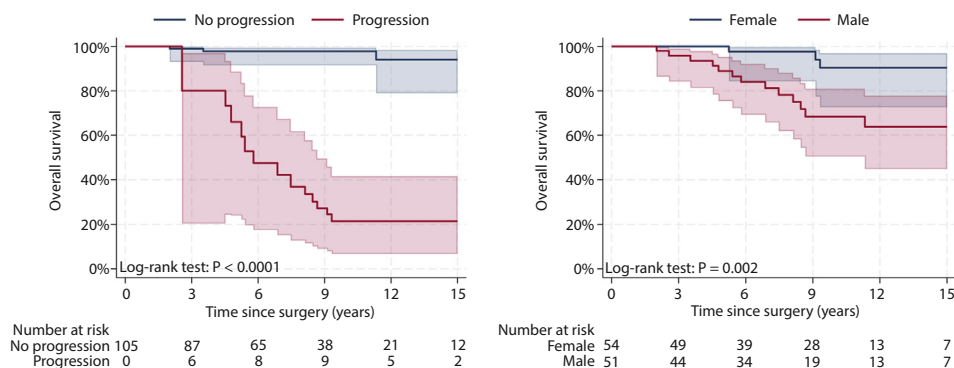 No progression Progression
100%
80%
60%
40%
20%
0%
Overall survival
Log-rank test: P < 0.0001
0 3 6 9 12 15
Time since surgery (years)
Number at risk
No progression 105 87 65 38 21 12
Progression 0 6 8 9 5 2
Female Male
100%
80%
60%
40%
20%
0%
Overall survival
Log-rank test: P = 0.002
0 3 6 9 12 15
Time since surgery (years)
Number at risk
Female 54 49 39 28 13 7
Male 51 44 34 19 13 7